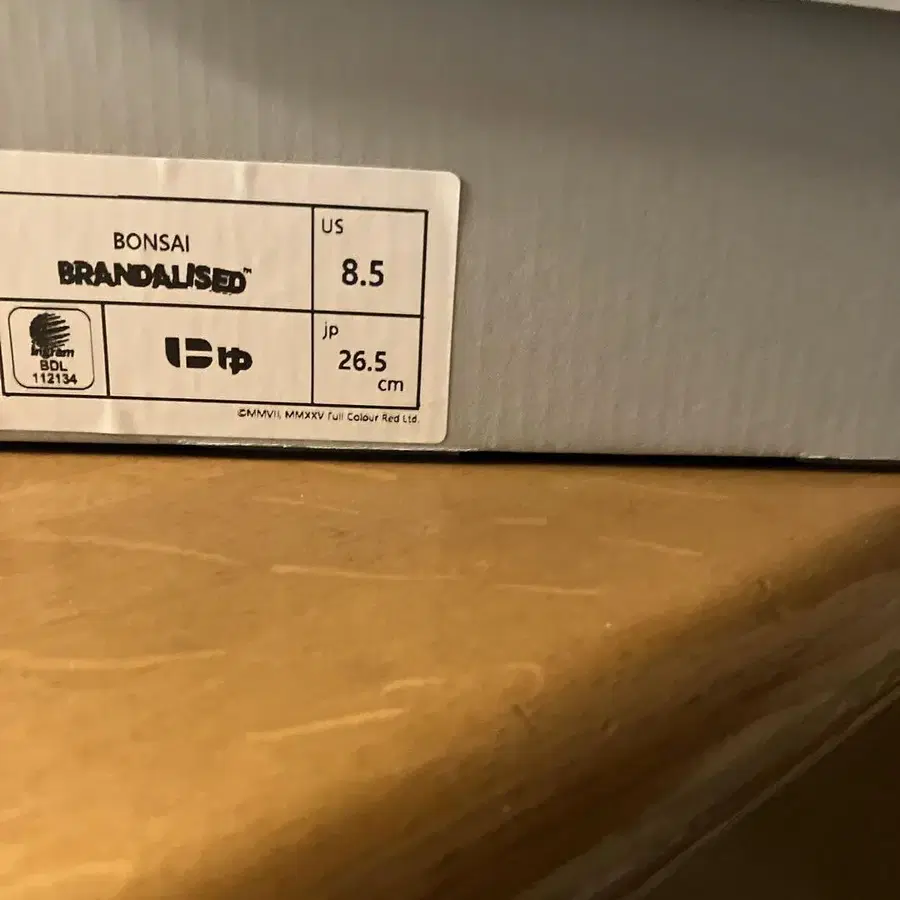 BONSAI
BRANDALISED™
US
8.5
Ingram
BDL
112134
jp
26.5
cm
©MMVII, MMXXV Full Colour Red Ltd.